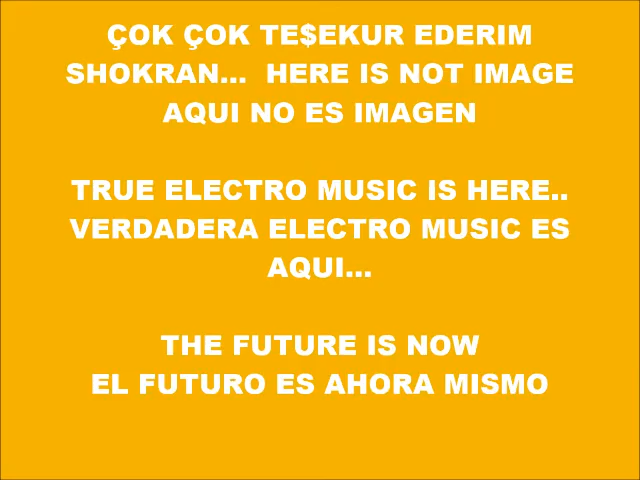 ÇOK ÇOK TE$EKUR EDERIM
SHOKRAN... HERE IS NOT IMAGE
AQUI NO ES IMAGEN
TRUE ELECTRO MUSIC IS HERE..
VERDADERA ELECTRO MUSIC ES
AQUI...
THE FUTURE IS NOW
EL FUTURO ES AHORA MISMO